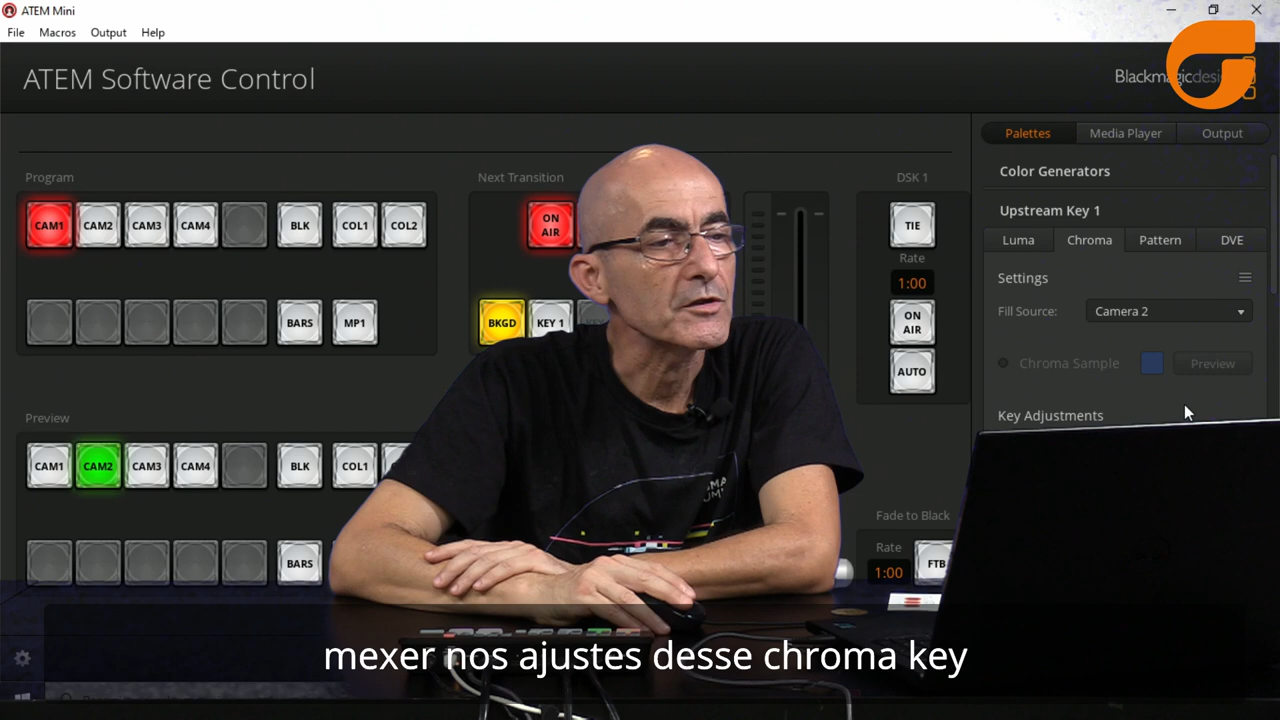 ATEM Mini
File Macros Output Help
ATEM Software Control
Blackmagicdesi
Palettes Media Player Output
Color Generators
Program
Next Transition
DSK 1
Upstream Key 1
CAM1 CAM2 CAM3 CAM4 BLK COL1 COL2
ON AIR
TIE
Luma Chroma Pattern DVE
Rate
1:00
Settings
Fill Source: Camera 2
BARS MP1
BKGD KEY 1
ON AIR
Chroma Sample Preview
AUTO
Key Adjustments
Preview
CAM1 CAM2 CAM3 CAM4 BLK COL1
Fade to Black
Rate
1:00
BARS
FTB
mexer nos ajustes desse chroma key